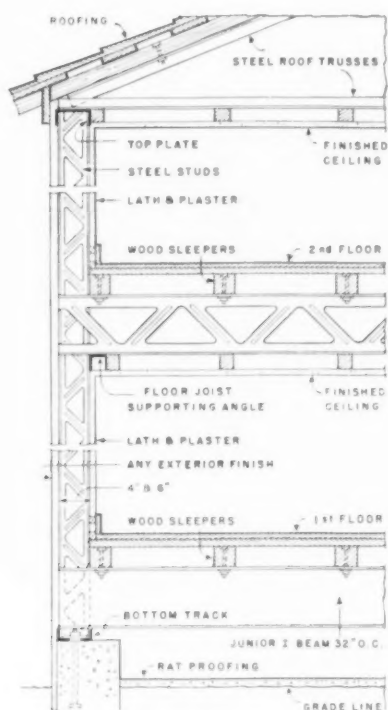 ROOFING
STEEL ROOF TRUSSES
TOP PLATE
FINISHED
CEILING
STEEL STUDS
LATH & PLASTER
WOOD SLEEPERS
2nd FLOOR
FLOOR JOIST
SUPPORTING ANGLE
FINISHED
CEILING
LATH & PLASTER
ANY EXTERIOR FINISH
4" & 6"
WOOD SLEEPERS
1st FLOOR
BOTTOM TRACK
JUNIOR I BEAM 32" O.C.
RAT PROOFING
GRADE LINE